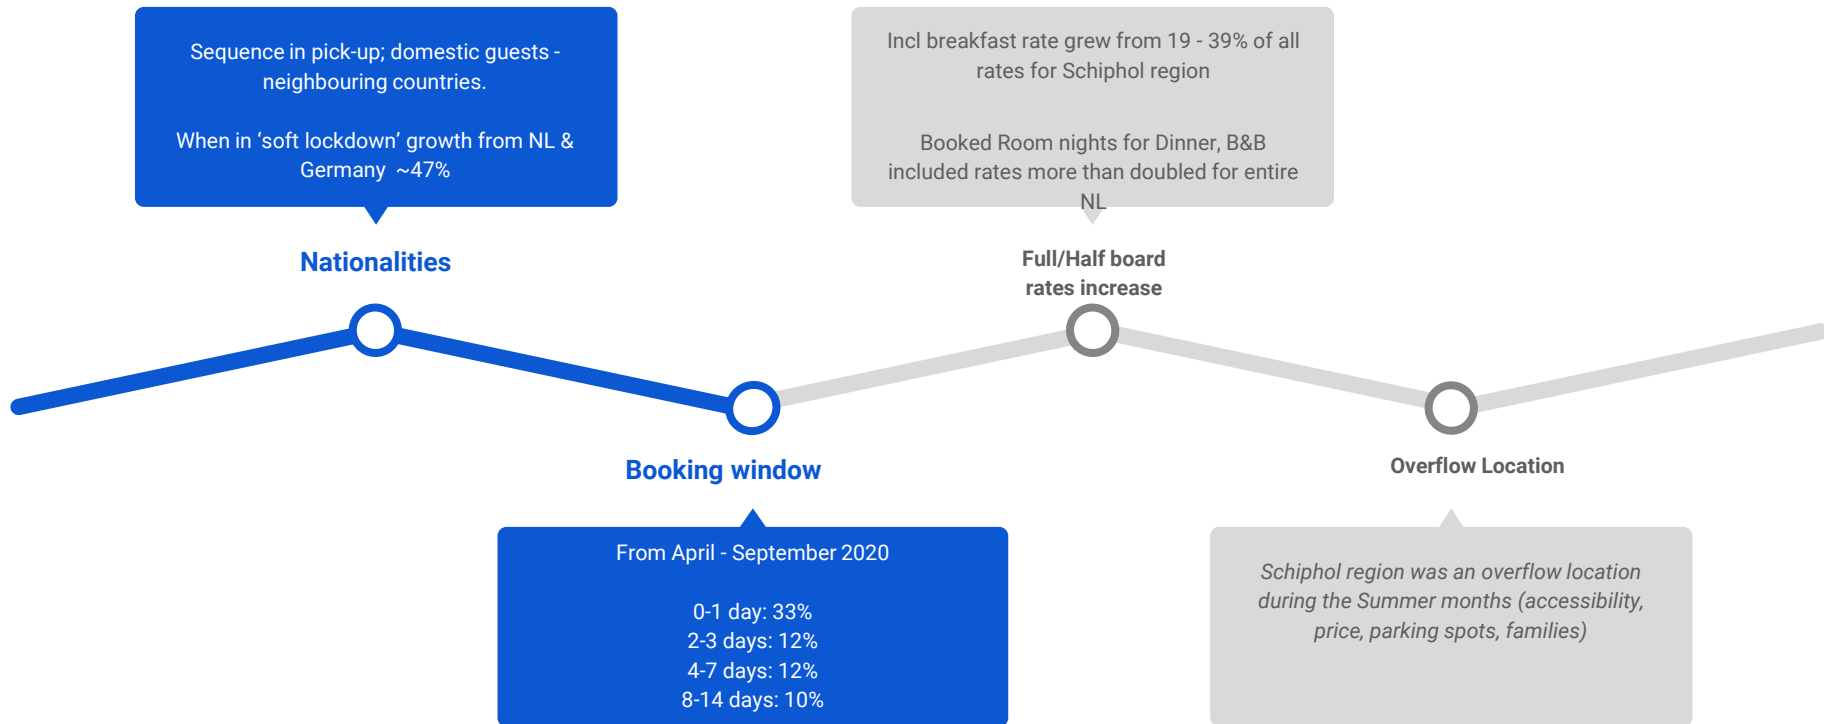 Sequence in pick-up; domestic guests -
neighbouring countries.
When in ‘soft lockdown’ growth from NL &
Germany ~47%
Nationalities
Booking window
From April - September 2020
0-1 day: 33%
2-3 days: 12%
4-7 days: 12%
8-14 days: 10%
Incl breakfast rate grew from 19 - 39% of all
rates for Schiphol region
Booked Room nights for Dinner, B&B
included rates more than doubled for entire
NL
Full/Half board
rates increase
Overflow Location
Schiphol region was an overflow location
during the Summer months (accessibility,
price, parking spots, families)